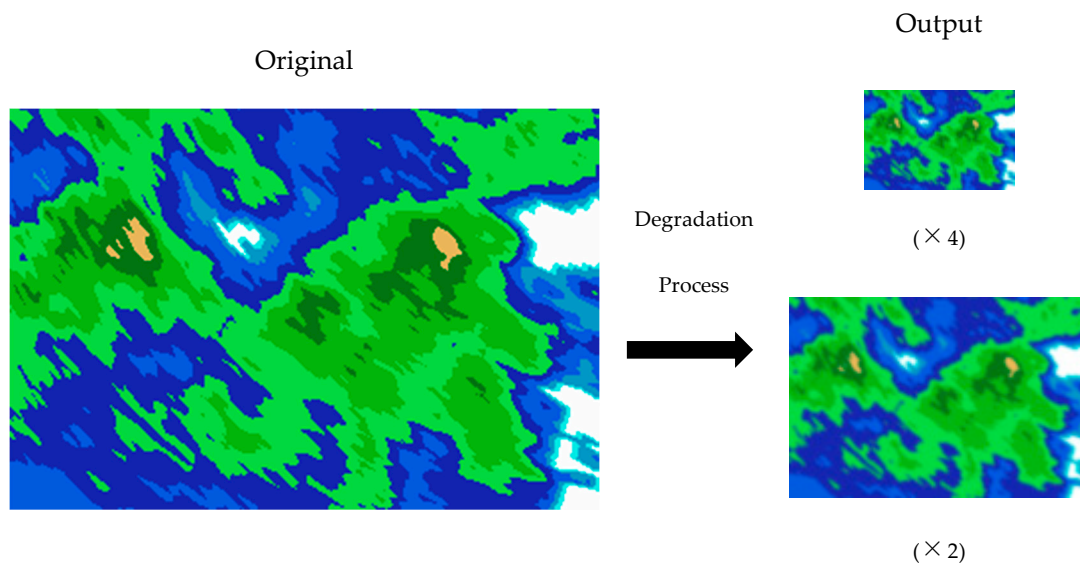 Original
Output
Degradation
Process
(× 4)
(× 2)